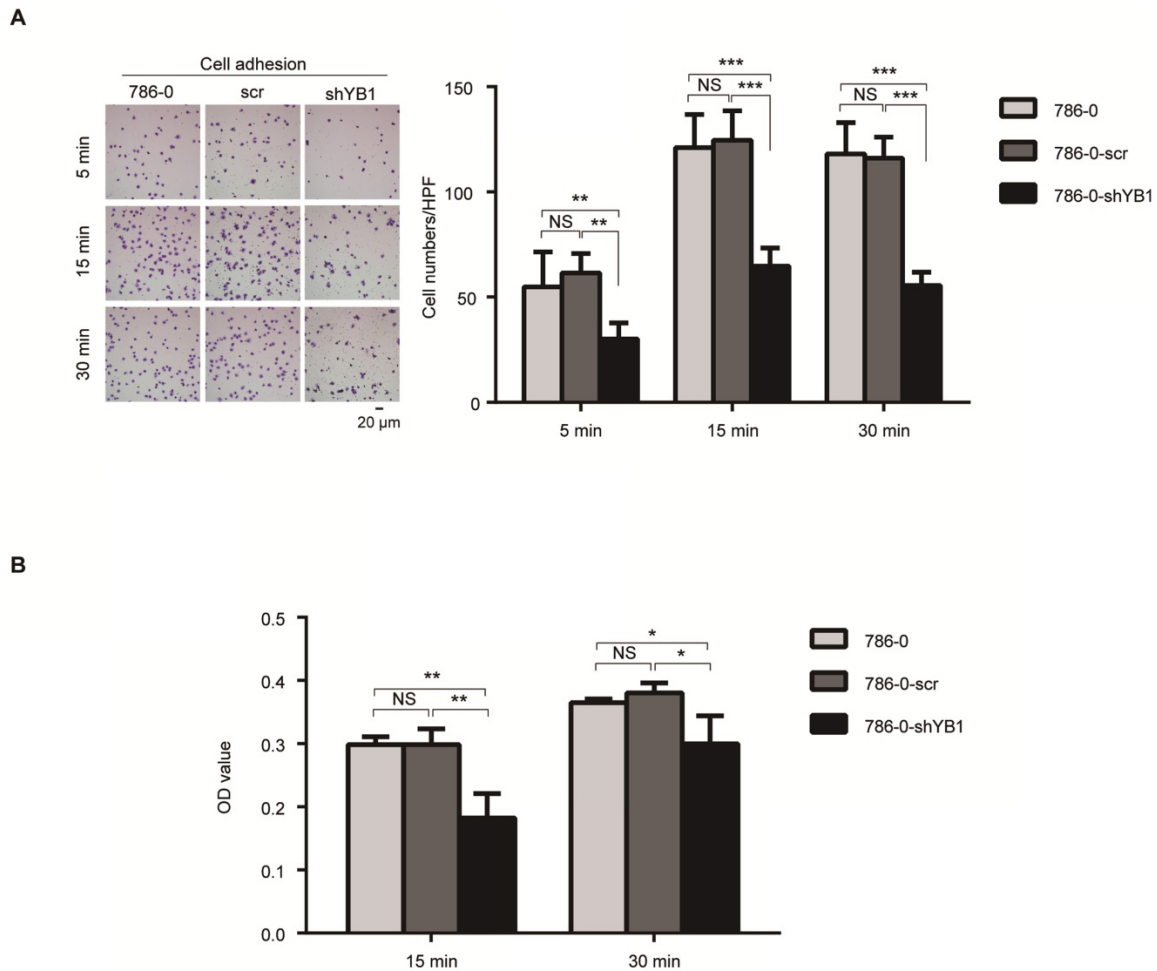 A
Cell adhesion
786-0 scr shYB1
5 min
15 min
30 min
20 µm
Cell numbers/HPF
150
100
50
0
** NS **
*** NS ***
*** NS ***
5 min 15 min 30 min
786-0
786-0-scr
786-0-shYB1
B
OD value
0.5
0.4
0.3
0.2
0.1
0.0
** NS **
* NS *
15 min 30 min
786-0
786-0-scr
786-0-shYB1